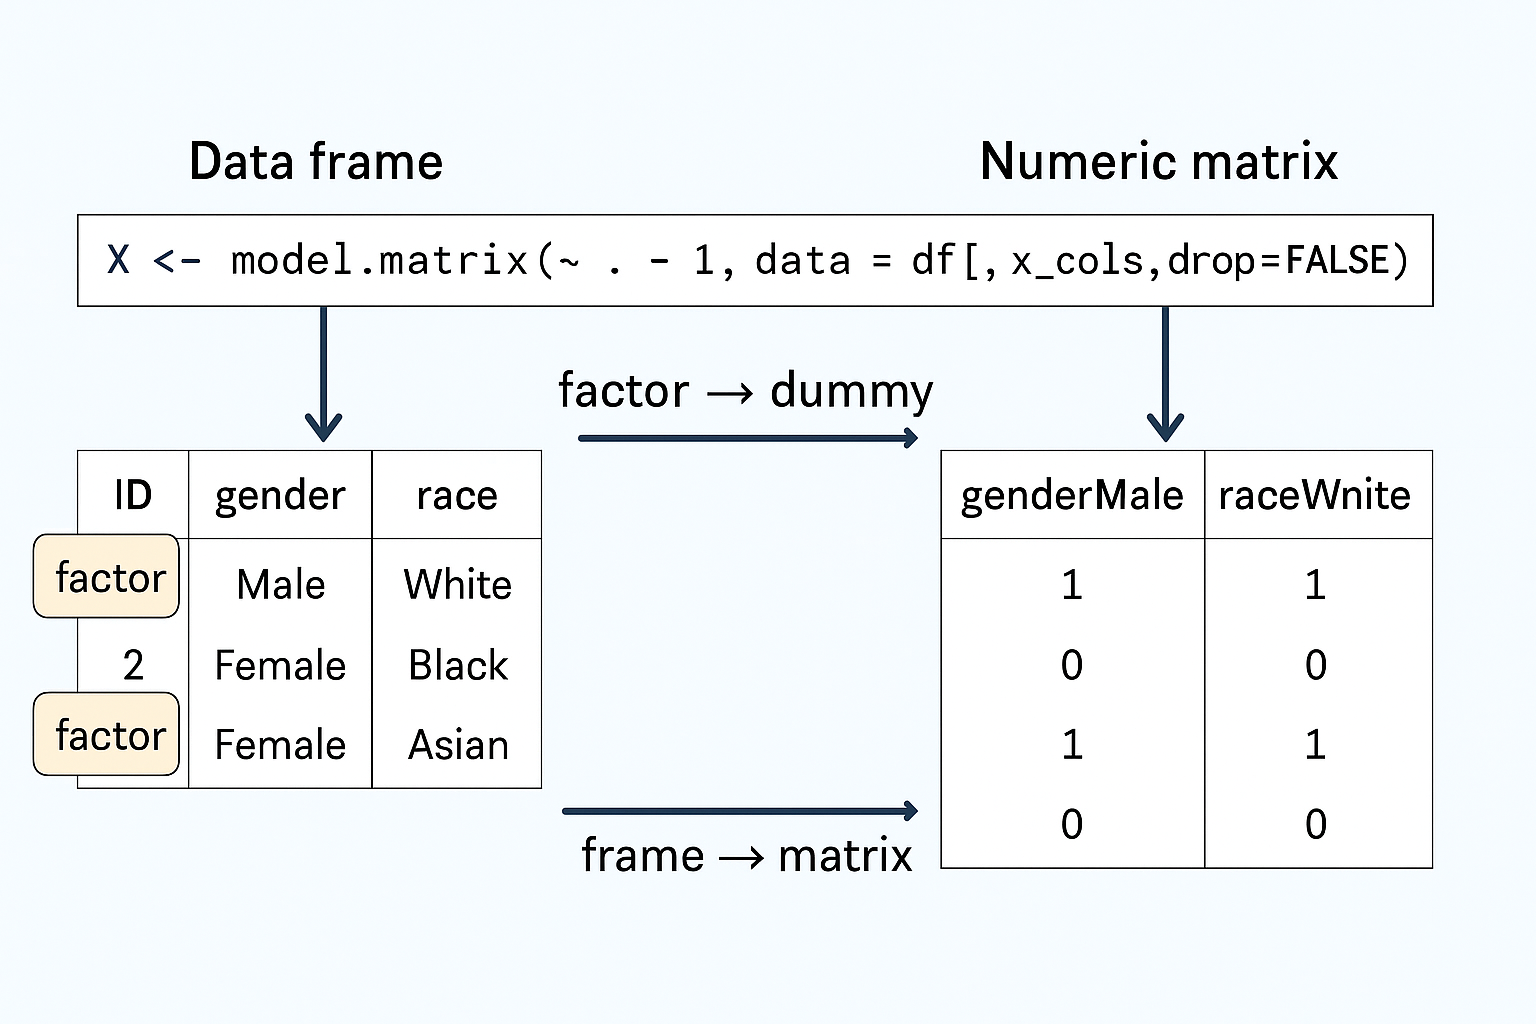 Data frame
Numeric matrix
X <- model.matrix(~ . - 1, data = df[, x_cols,drop=FALSE)
factor → dummy
ID gender race
factor Male White
2 Female Black
factor Female Asian
genderMale raceWnite
1 1
0 0
1 1
0 0
frame → matrix